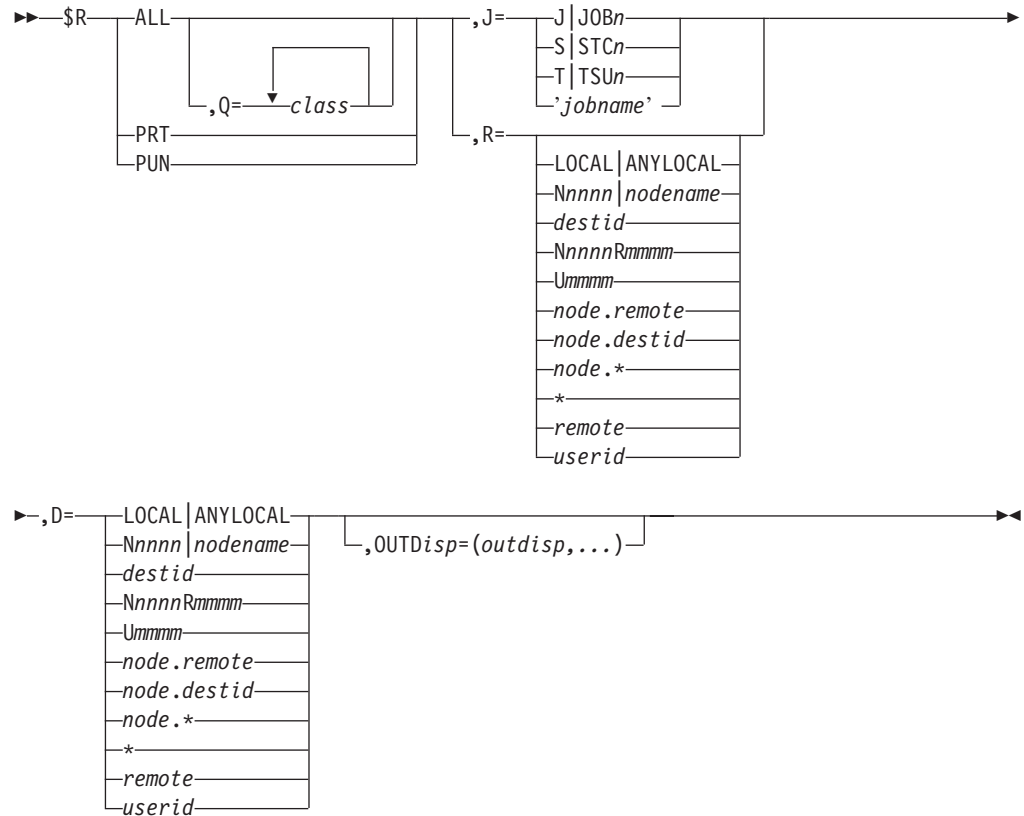 $R ALL ,J= J|JOBn
S|STCn
T|TSUn
,Q= class 'jobname'
PRT ,R=
PUN
LOCAL|ANYLOCAL
Nnnnn|nodename
destid
NnnnnRmmmm
Ummmm
node.remote
node.destid
node.*
*
remote
userid
,D= LOCAL|ANYLOCAL
Nnnnn|nodename ,OUTDisp=(outdisp,...)
destid
NnnnnRmmmm
Ummmm
node.remote
node.destid
node.*
*
remote
userid